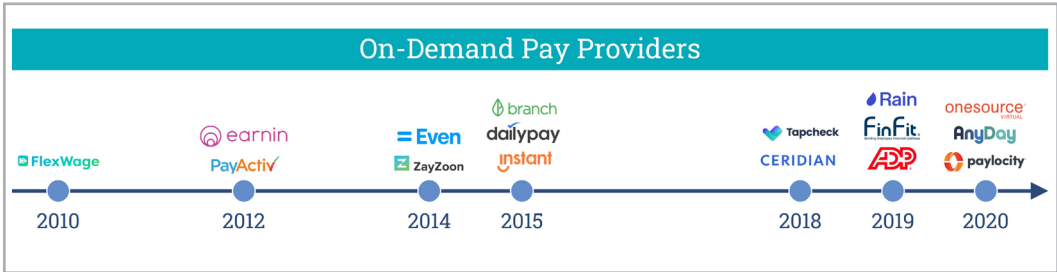 On-Demand Pay Providers
FlexWage
earnin
PayActiv
Even
ZayZoon
branch
dailypay
instant
Tapcheck
CERIDIAN
Rain
FinFit
ADP
onesource
VIRTUAL
AnyDay
paylocity
2010
2012
2014
2015
2018
2019
2020